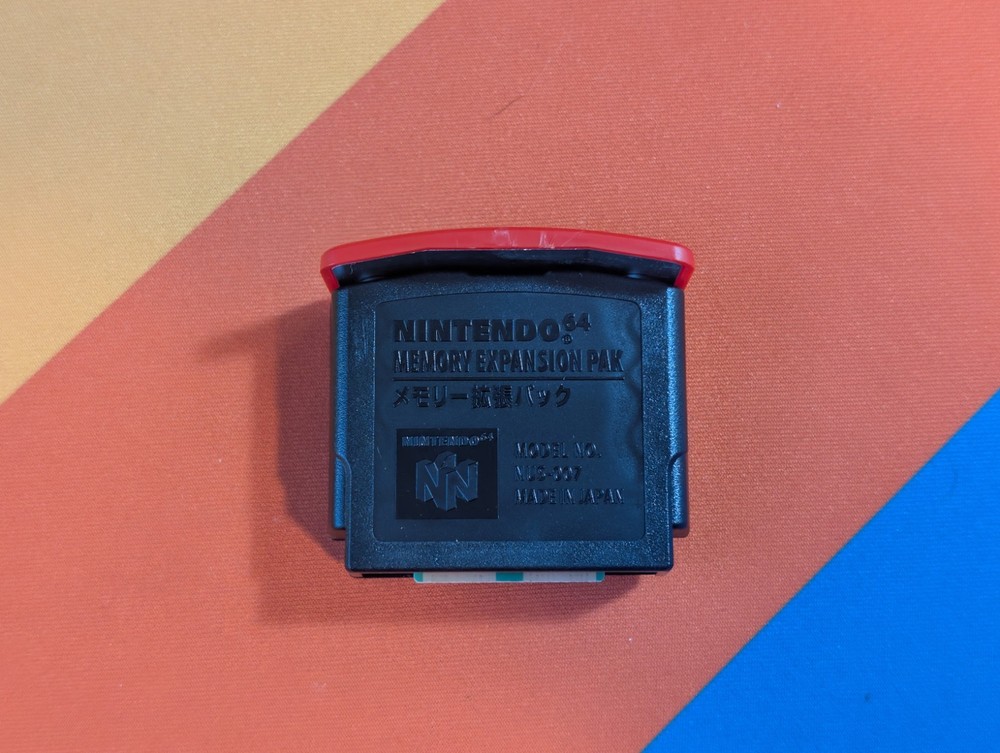 NINTENDO64®
MEMORY EXPANSION PAK
メモリー拡張パック
NINTENDO64
MODEL NO.
NUS-007
MADE IN JAPAN